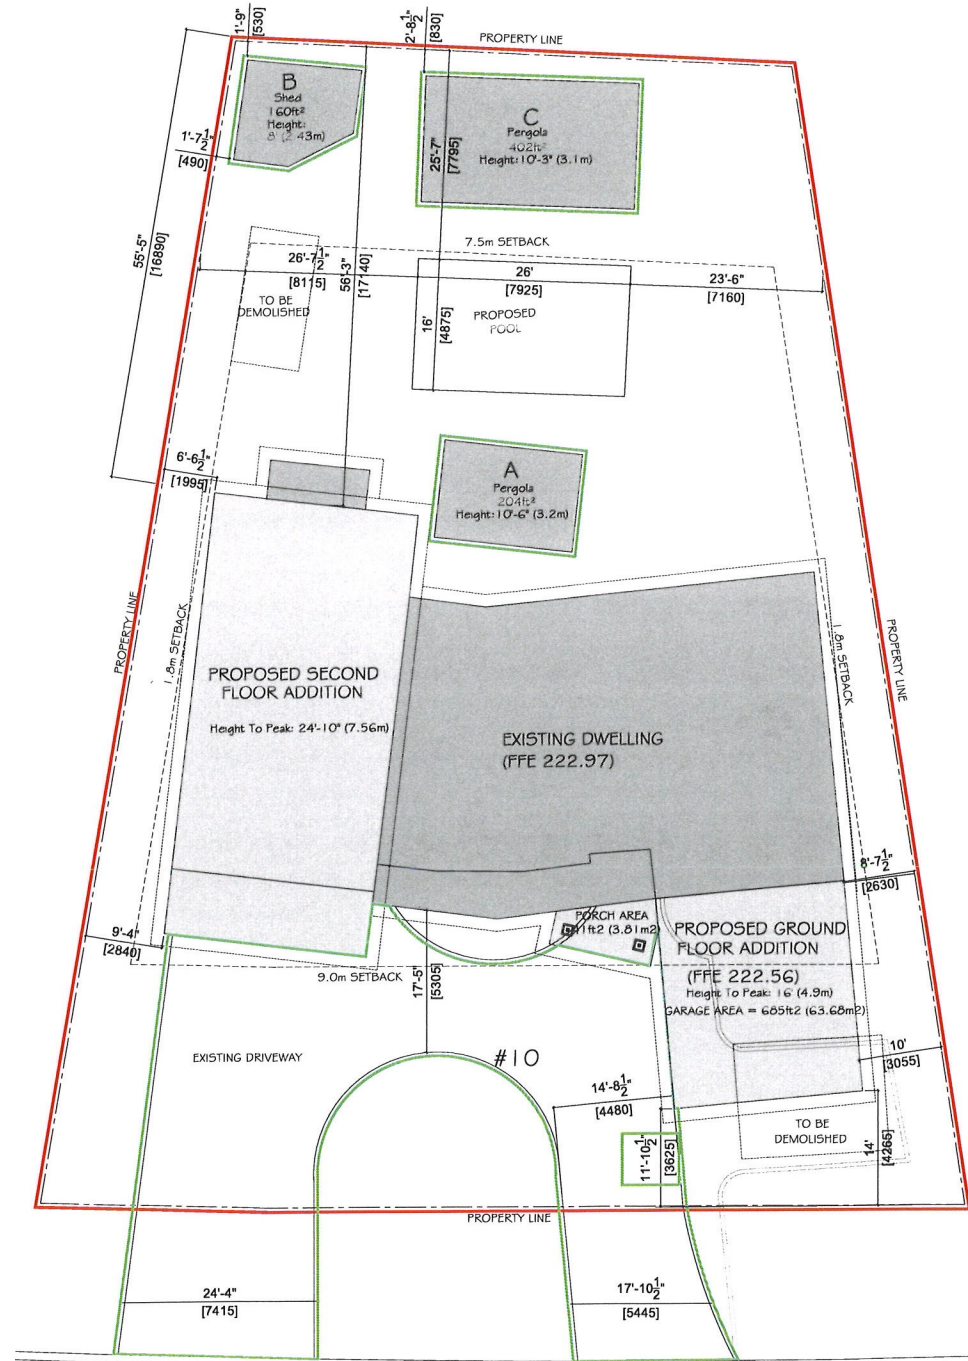 1'-9"
[530]
2'-8 1/2"
[830]
PROPERTY LINE
B
Shed
160ft²
Height:
8' (2.43m)
C
Pergola
402ft²
Height: 10'-3" (3.1m)
1'-7 1/2"
[490]
25'-7"
[7795]
55'-5"
[16890]
7.5m SETBACK
26'-7 1/2"
[8115]
56'-3"
[17140]
26'
[7925]
23'-6"
[7160]
TO BE
DEMOLISHED
16'
[4875]
PROPOSED
POOL
6'-6 1/2"
[1995]
A
Pergola
204ft²
Height: 10'-6" (3.2m)
PROPERTY LINE
1.8m SETBACK
PROPOSED SECOND
FLOOR ADDITION
Height To Peak: 24'-10" (7.56m)
1.8m SETBACK
PROPERTY LINE
EXISTING DWELLING
(FFE 222.97)
8'-7 1/2"
[2630]
9'-4"
[2840]
PORCH AREA
41ft2 (3.81m2
PROPOSED GROUND
FLOOR ADDITION
(FFE 222.56)
Height To Peak: 16' (4.9m)
GARAGE AREA = 685ft2 (63.68m2)
9.0m SETBACK
17'-5"
[5305]
EXISTING DRIVEWAY
#10
10'
[3055]
14'-8 1/2"
[4480]
11'-10 1/2"
[3625]
TO BE
DEMOLISHED
14'
[4265]
PROPERTY LINE
24'-4"
[7415]
17'-10 1/2"
[5445]